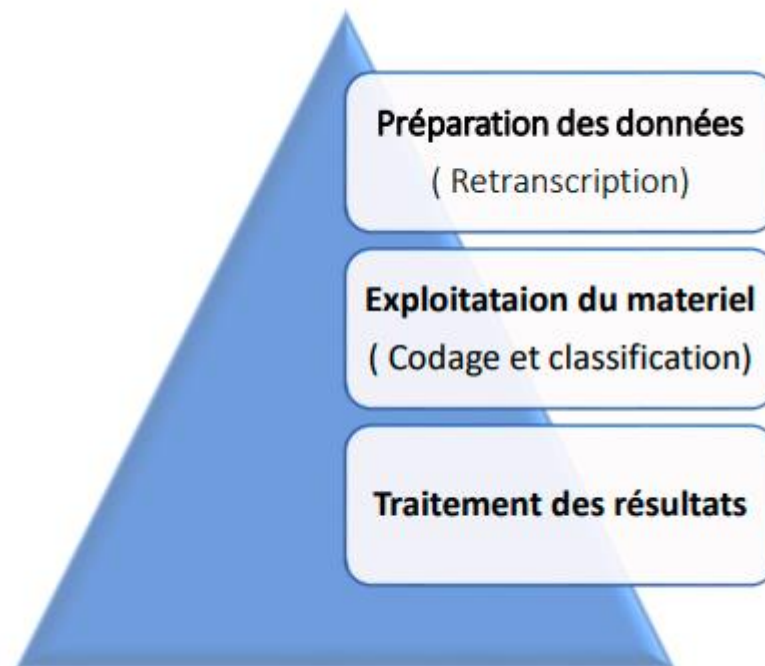 Préparation des données
( Retranscription)
Exploitataion du materiel
( Codage et classification)
Traitement des résultats